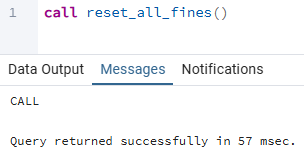 1 call reset_all_fines()
Data Output Messages Notifications
CALL
Query returned successfully in 57 msec.